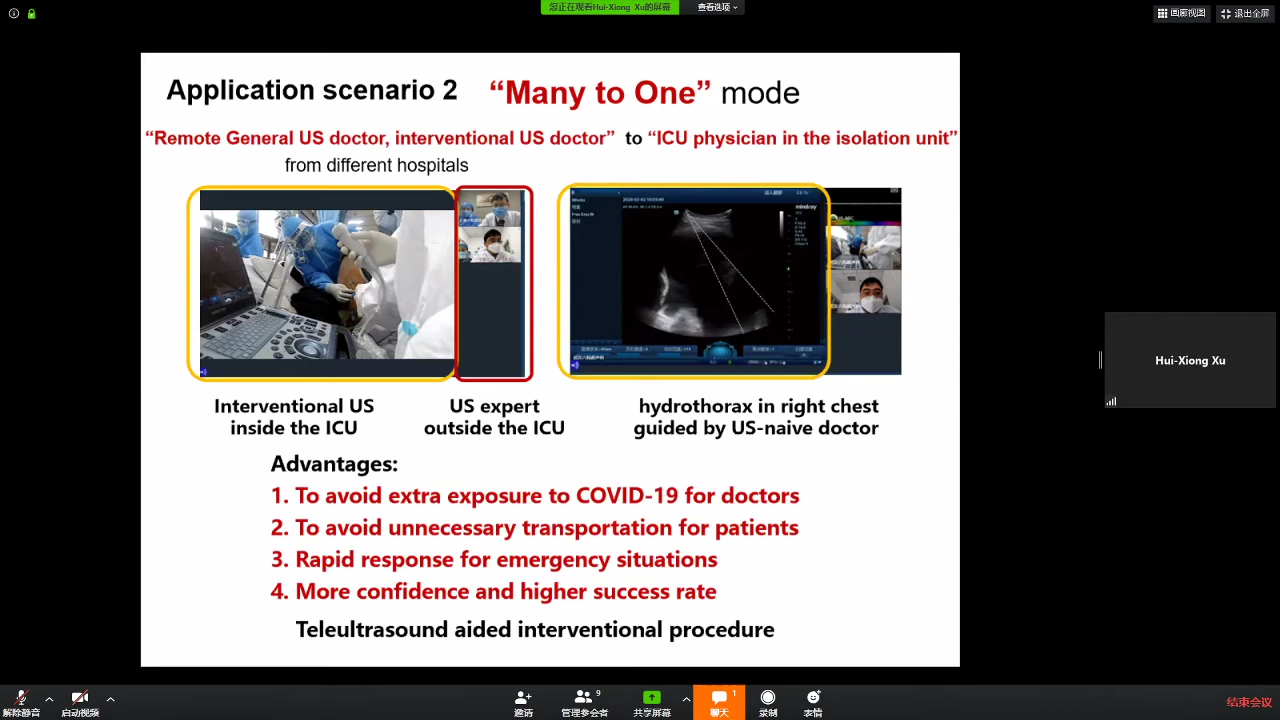 您正在观看Hui-Xiong Xu的屏幕
查看选项
画廊视图
退出全屏
Application scenario 2 “Many to One” mode
“Remote General US doctor, interventional US doctor” to “ICU physician in the isolation unit”
from different hospitals
mindray
Interventional US
inside the ICU
US expert
outside the ICU
hydrothorax in right chest
guided by US-naive doctor
Advantages:
1. To avoid extra exposure to COVID-19 for doctors
2. To avoid unnecessary transportation for patients
3. Rapid response for emergency situations
4. More confidence and higher success rate
Teleultrasound aided interventional procedure
Hui-Xiong Xu
解除静音
启动视频
邀请
9
管理参会者
共享屏幕
1
聊天
录制
表情
结束会议